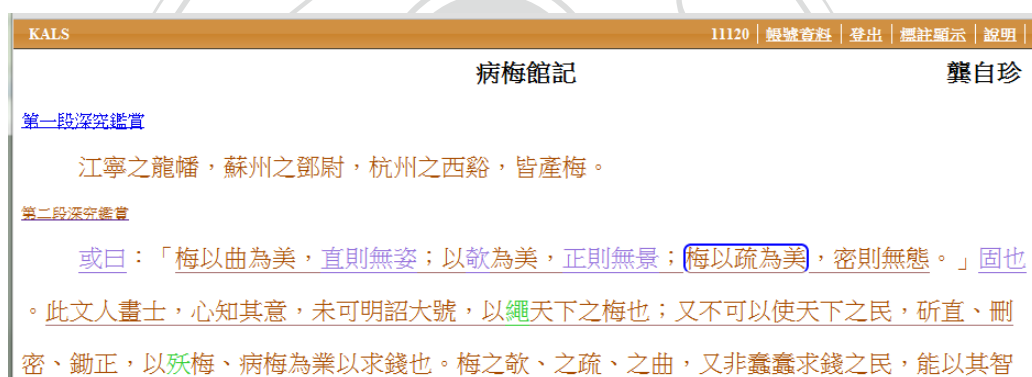 KALS 11120 | 帳號資料 | 登出 | 標註顯示 | 說明 |
病梅館記 龔自珍
第一段深究鑑賞
江寧之龍幡，蘇州之鄧尉，杭州之西谿，皆產梅。
第二段深究鑑賞
或曰：「梅以曲為美，直則無姿；以欹為美，正則無景；梅以疏為美，密則無態。」固也
。此文人畫士，心知其意，未可明詔大號，以繩天下之梅也；又不可以使天下之民，斫直、刪
密、鋤正，以殀梅、病梅為業以求錢也。梅之欹、之疏、之曲，又非蠢蠢求錢之民，能以其智